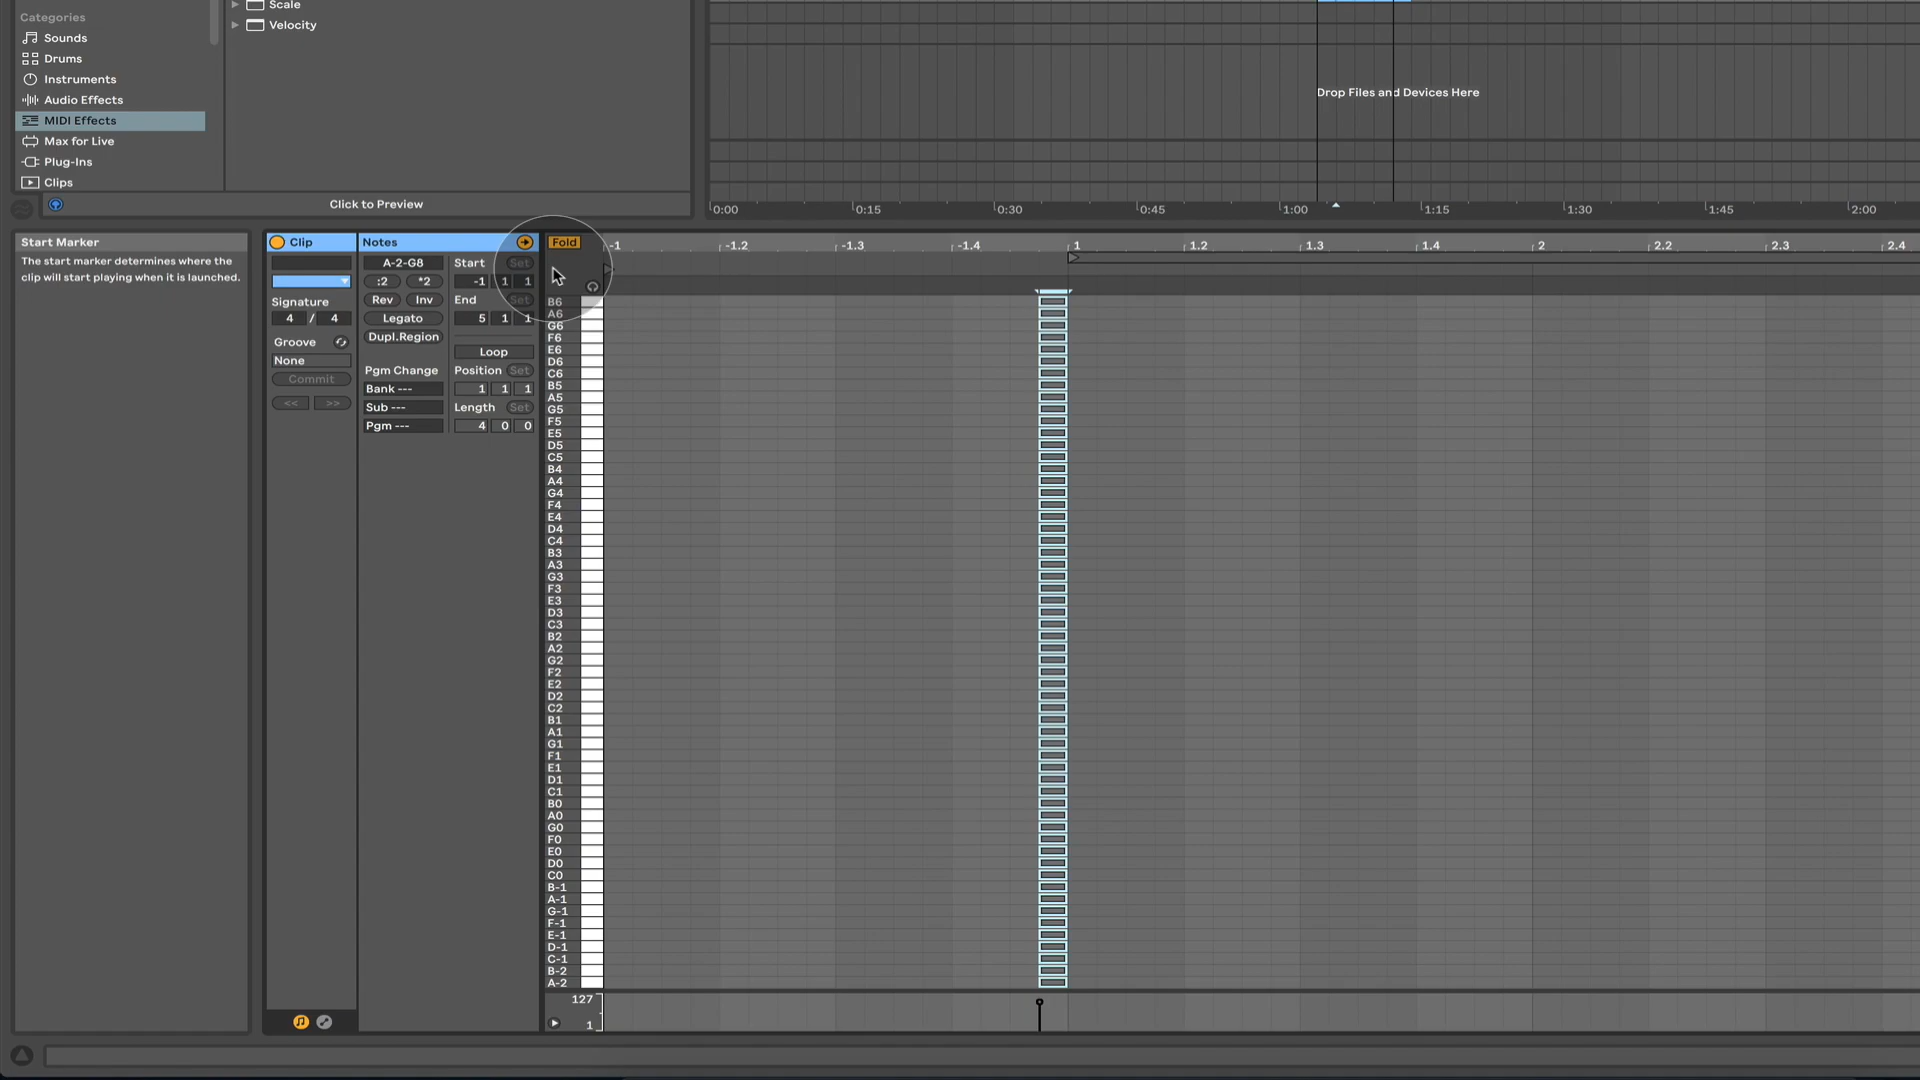 Categories
Sounds
Drums
Instruments
Audio Effects
MIDI Effects
Max for Live
Plug-Ins
Clips
Scale
Velocity
Click to Preview
Drop Files and Devices Here
0:00 0:15 0:30 0:45 1:00 1:15 1:30 1:45 2:00
Start Marker
The start marker determines where the
clip will start playing when it is launched.
Clip
Signature
4 / 4
Groove
None
Commit
<< >>
Notes
A-2-G8
:2 *2
Rev Inv
Legato
Dupl.Region
Pgm Change
Bank ---
Sub ---
Pgm ---
Start Set
-1 1 1
End Set
5 1 1
Loop
Position Set
1 1 1
Length Set
4 0 0
Fold
-1 -1.2 -1.3 -1.4 1 1.2 1.3 1.4 2 2.2 2.3 2.4
B6
A6
G6
F6
E6
D6
C6
B5
A5
G5
F5
E5
D5
C5
B4
A4
G4
F4
E4
D4
C4
B3
A3
G3
F3
E3
D3
C3
B2
A2
G2
F2
E2
D2
C2
B1
A1
G1
F1
E1
D1
C1
B0
A0
G0
F0
E0
D0
C0
B-1
A-1
G-1
F-1
E-1
D-1
C-1
B-2
A-2
127
1